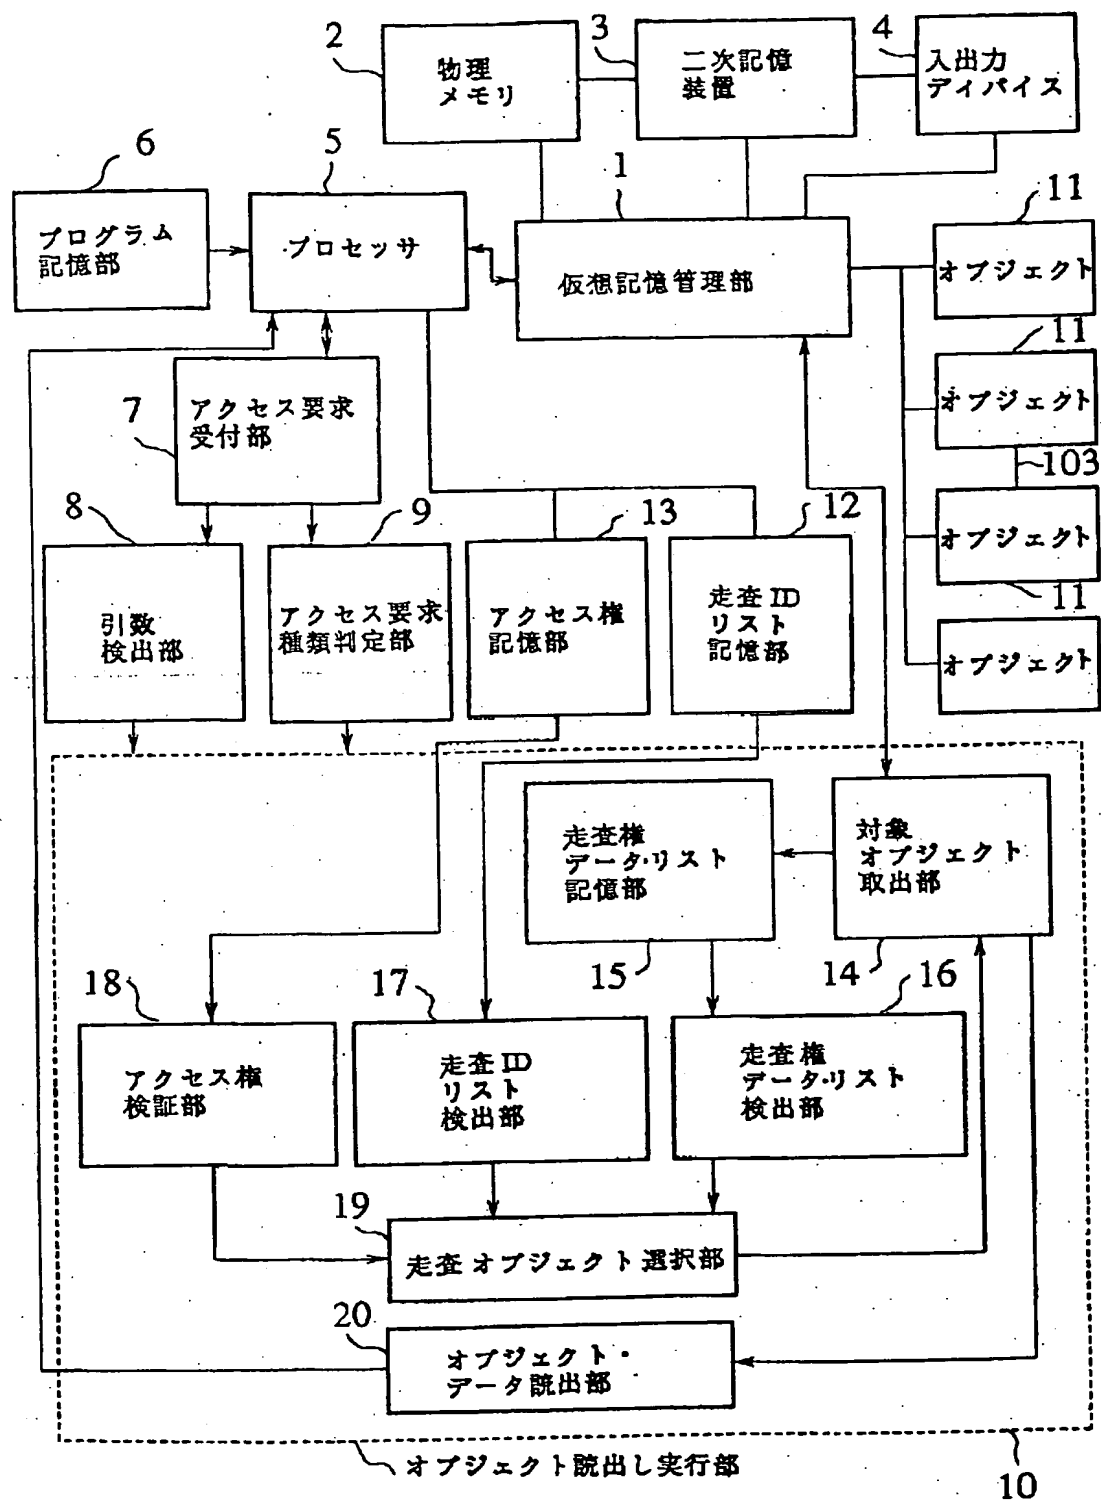 2
物理
メモリ
3
二次記憶
装置
4
入出力
ディバイス
6
プログラム
記憶部
5
プロセッサ
1
仮想記憶管理部
11
オブジェクト
11
オブジェクト
103
オブジェクト
11
オブジェクト
7
アクセス要求
受付部
8
引数
検出部
9
アクセス要求
種類判定部
13
アクセス権
記憶部
12
走査ID
リスト
記憶部
走査権
データ・リスト
記憶部
15
対象
オブジェクト
取出部
14
18
アクセス権
検証部
17
走査ID
リスト
検出部
16
走査権
データ・リスト
検出部
19
走査オブジェクト選択部
20
オブジェクト・
データ読出部
オブジェクト読出し実行部
10